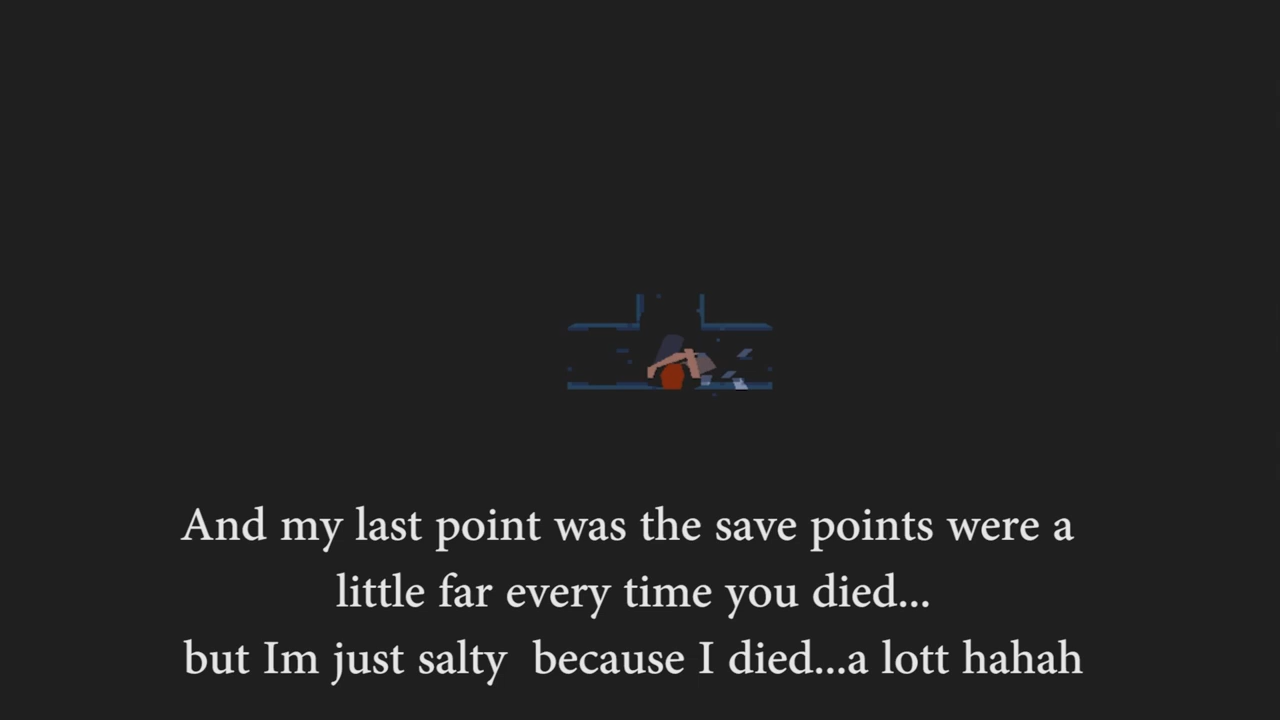 And my last point was the save points were a
little far every time you died...
but Im just salty  because I died...a lott hahah